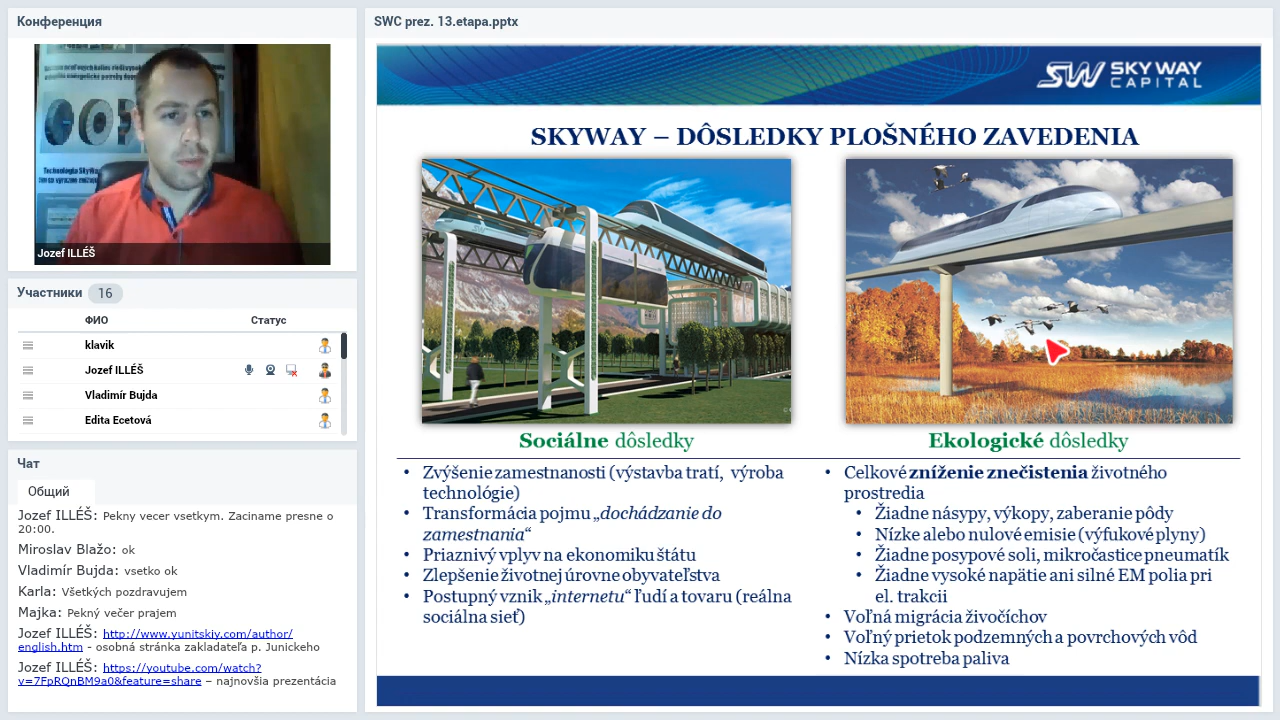 Конференция
Jozef ILLÉŠ
Участники 16
ФИО Статус
klavik
Jozef ILLÉŠ
Vladimír Bujda
Edita Ecetová
Чат
Общий
Jozef ILLÉŠ: Pekny vecer vsetkym. Zaciname presne o
20:00.
Miroslav Blažo: ok
Vladimír Bujda: vsetko ok
Karla: Všetkých pozdravujem
Majka: Pekný večer prajem
Jozef ILLÉŠ: http://www.yunitskiy.com/author/
english.htm - osobná stránka zakladateľa p. Junickeho
Jozef ILLÉŠ: https://youtube.com/watch?
v=7FpRQnBM9a0&feature=share – najnovšia prezentácia
SWC prez. 13.etapa.pptx
SW SKY WAY
CAPITAL
SKYWAY – DÔSLEDKY PLOŠNÉHO ZAVEDENIA
Sociálne dôsledky
• Zvýšenie zamestnanosti (výstavba tratí, výroba
technológie)
• Transformácia pojmu „dochádzanie do
zamestnania“
• Priaznivý vplyv na ekonomiku štátu
• Zlepšenie životnej úrovne obyvateľstva
• Postupný vznik „internetu“ ľudí a tovaru (reálna
sociálna sieť)
Ekologické dôsledky
• Celkové zníženie znečistenia životného
prostredia
• Žiadne násypy, výkopy, zaberanie pôdy
• Nízke alebo nulové emisie (výfukové plyny)
• Žiadne posypové soli, mikročastice pneumatík
• Žiadne vysoké napätie ani silné EM polia pri
el. trakcii
• Voľná migrácia živočíchov
• Voľný prietok podzemných a povrchových vôd
• Nízka spotreba paliva